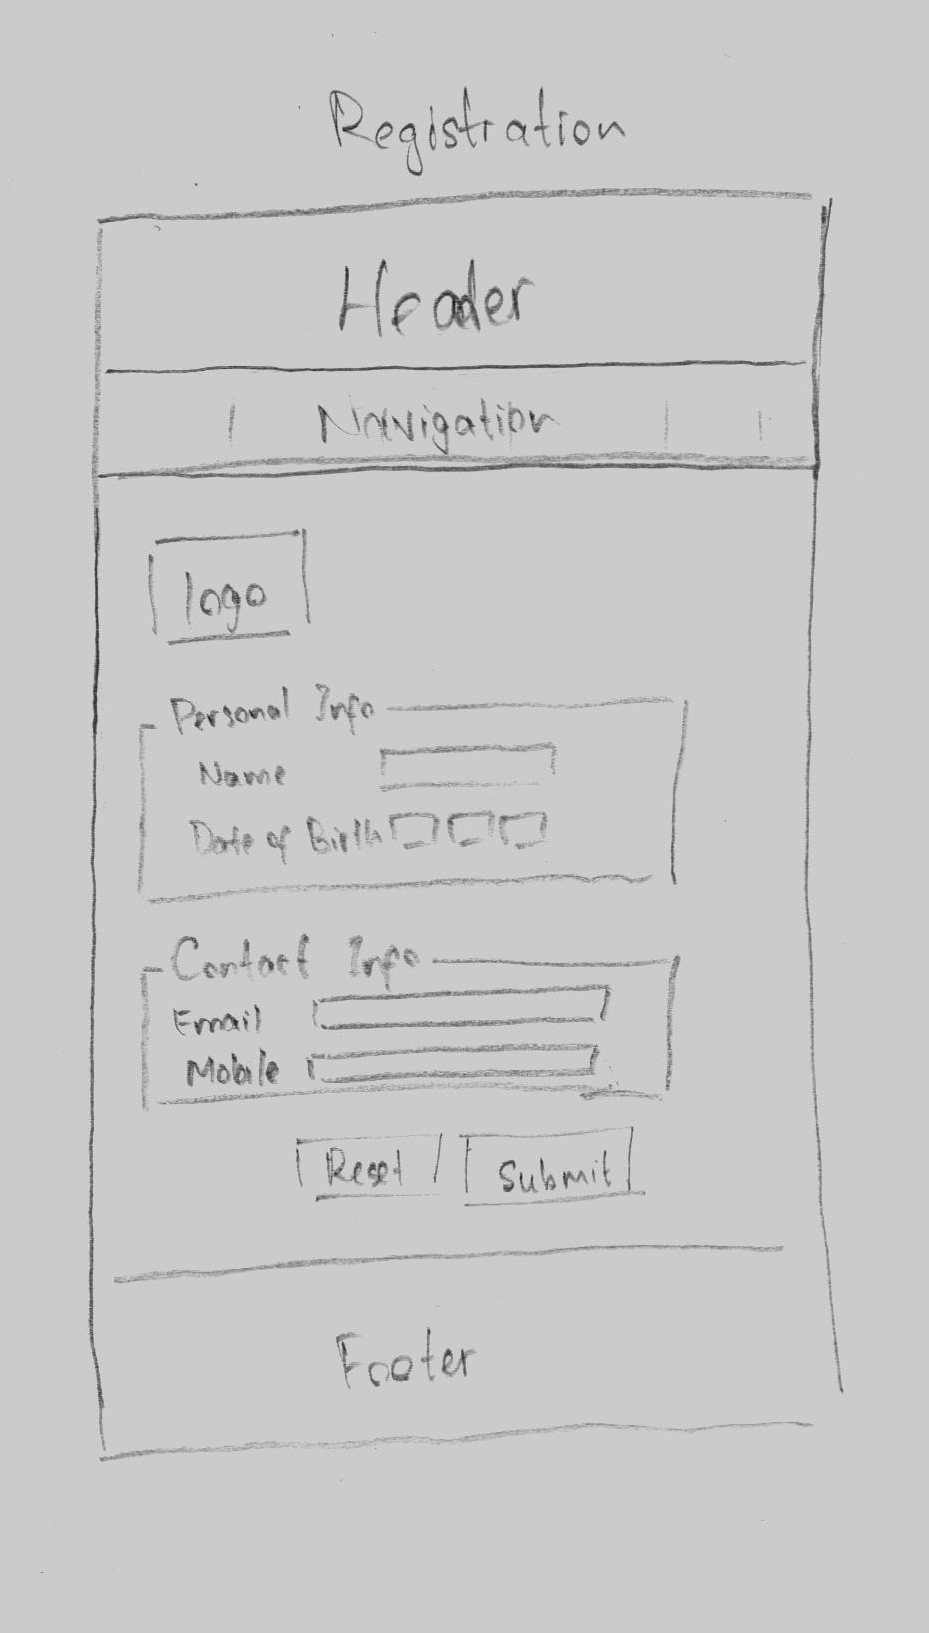 Registration
Header
Navigation
logo
Personal Info
Name
Date of Birth
Contact Info
Email
Mobile
Reset
Submit
Footer